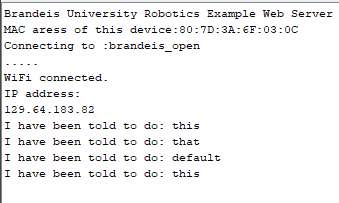 Brandeis University Robotics Example Web Server
MAC aress of this device:80:7D:3A:6F:03:0C
Connecting to :brandeis_open
.....
WiFi connected.
IP address:
129.64.183.82
I have been told to do: this
I have been told to do: that
I have been told to do: default
I have been told to do: this